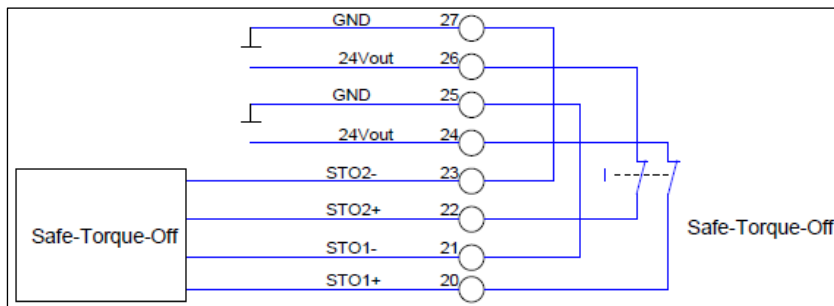 GND 27
24Vout 26
GND 25
24Vout 24
STO2- 23
STO2+ 22
STO1- 21
STO1+ 20
Safe-Torque-Off
Safe-Torque-Off